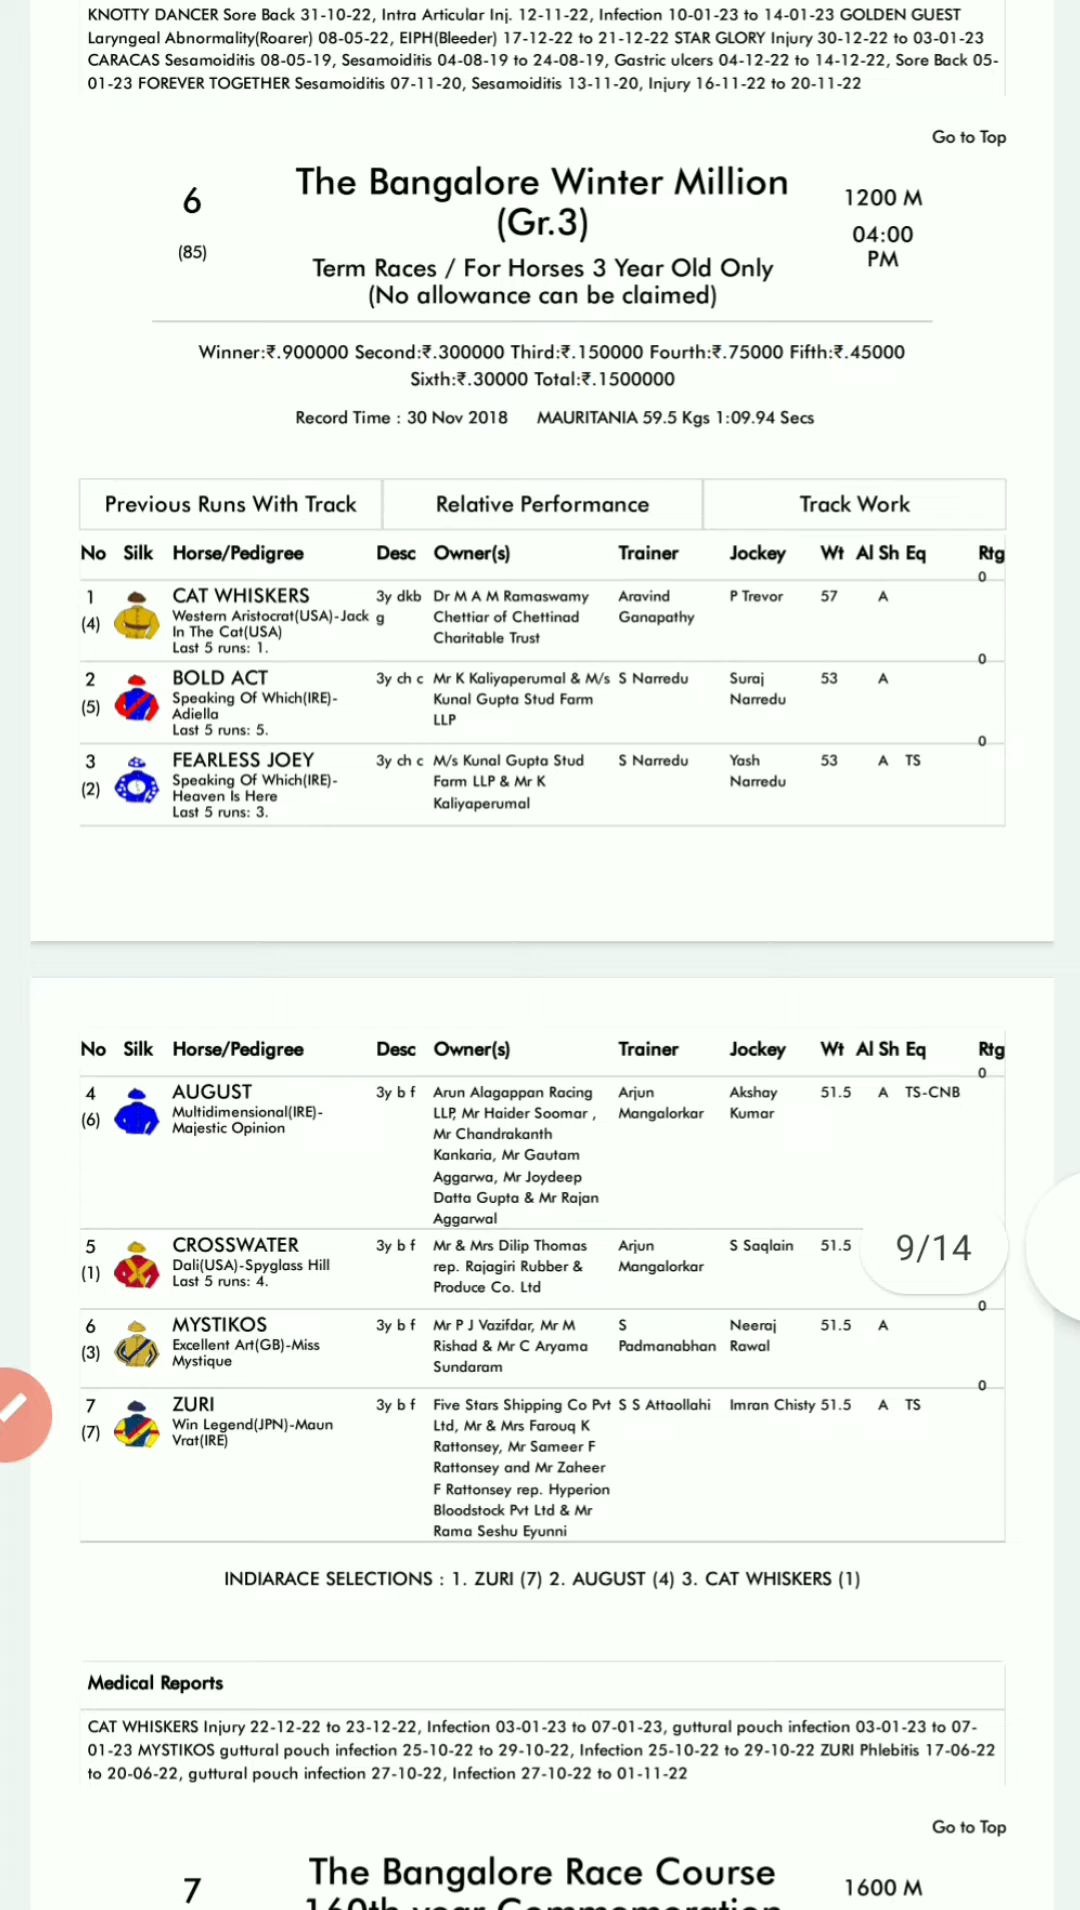 KNOTTY DANCER Sore Back 31-10-22, Intra Articular Inj. 12-11-22, Infection 10-01-23 to 14-01-23 GOLDEN GUEST
Laryngeal Abnormality(Roarer) 08-05-22, EIPH(Bleeder) 17-12-22 to 21-12-22 STAR GLORY Injury 30-12-22 to 03-01-23
CARACAS Sesamoiditis 08-05-19, Sesamoiditis 04-08-19 to 24-08-19, Gastric ulcers 04-12-22 to 14-12-22, Sore Back 05-
01-23 FOREVER TOGETHER Sesamoiditis 07-11-20, Sesamoiditis 13-11-20, Injury 16-11-22 to 20-11-22
Go to Top
6
(85)
The Bangalore Winter Million
(Gr.3)
Term Races / For Horses 3 Year Old Only
(No allowance can be claimed)
1200 M
04:00
PM
Winner:₹.900000 Second:₹.300000 Third:₹.150000 Fourth:₹.75000 Fifth:₹.45000
Sixth:₹.30000 Total:₹.1500000
Record Time : 30 Nov 2018 MAURITANIA 59.5 Kgs 1:09.94 Secs
Previous Runs With Track Relative Performance Track Work
No Silk Horse/Pedigree Desc Owner(s) Trainer Jockey Wt Al Sh Eq Rtg
0
1 CAT WHISKERS 3y dkb Dr M A M Ramaswamy Aravind P Trevor 57 A
(4) Western Aristocrat(USA)-Jack g Chettiar of Chettinad Ganapathy
In The Cat(USA) Charitable Trust
Last 5 runs: 1.
0
2 BOLD ACT 3y ch c Mr K Kaliyaperumal & M/s S Narredu Suraj 53 A
(5) Speaking Of Which(IRE)- Kunal Gupta Stud Farm Narredu
Adiella LLP
Last 5 runs: 5.
0
3 FEARLESS JOEY 3y ch c M/s Kunal Gupta Stud S Narredu Yash 53 A TS
(2) Speaking Of Which(IRE)- Farm LLP & Mr K Narredu
Heaven Is Here Kaliyaperumal
Last 5 runs: 3.
No Silk Horse/Pedigree Desc Owner(s) Trainer Jockey Wt Al Sh Eq Rtg
0
4 AUGUST 3y b f Arun Alagappan Racing Arjun Akshay 51.5 A TS-CNB
(6) Multidimensional(IRE)- LLP, Mr Haider Soomar , Mangalorkar Kumar
Majestic Opinion Mr Chandrakanth
Kankaria, Mr Gautam
Aggarwa, Mr Joydeep
Datta Gupta & Mr Rajan
Aggarwal
5 CROSSWATER 3y b f Mr & Mrs Dilip Thomas Arjun S Saqlain 51.5
(1) Dali(USA)-Spyglass Hill rep. Rajagiri Rubber & Mangalorkar
Last 5 runs: 4. Produce Co. Ltd
9/14
0
6 MYSTIKOS 3y b f Mr P J Vazifdar, Mr M S Neeraj 51.5 A
(3) Excellent Art(GB)-Miss Rishad & Mr C Aryama Padmanabhan Rawal
Mystique Sundaram
0
7 ZURI 3y b f Five Stars Shipping Co Pvt S S Attaollahi Imran Chisty 51.5 A TS
(7) Win Legend(JPN)-Maun Ltd, Mr & Mrs Farouq K
Vrat(IRE) Rattonsey, Mr Sameer F
Rattonsey and Mr Zaheer
F Rattonsey rep. Hyperion
Bloodstock Pvt Ltd & Mr
Rama Seshu Eyunni
INDIARACE SELECTIONS : 1. ZURI (7) 2. AUGUST (4) 3. CAT WHISKERS (1)
Medical Reports
CAT WHISKERS Injury 22-12-22 to 23-12-22, Infection 03-01-23 to 07-01-23, guttural pouch infection 03-01-23 to 07-
01-23 MYSTIKOS guttural pouch infection 25-10-22 to 29-10-22, Infection 25-10-22 to 29-10-22 ZURI Phlebitis 17-06-22
to 20-06-22, guttural pouch infection 27-10-22, Infection 27-10-22 to 01-11-22
Go to Top
7
The Bangalore Race Course
160th year Commemoration
1600 M